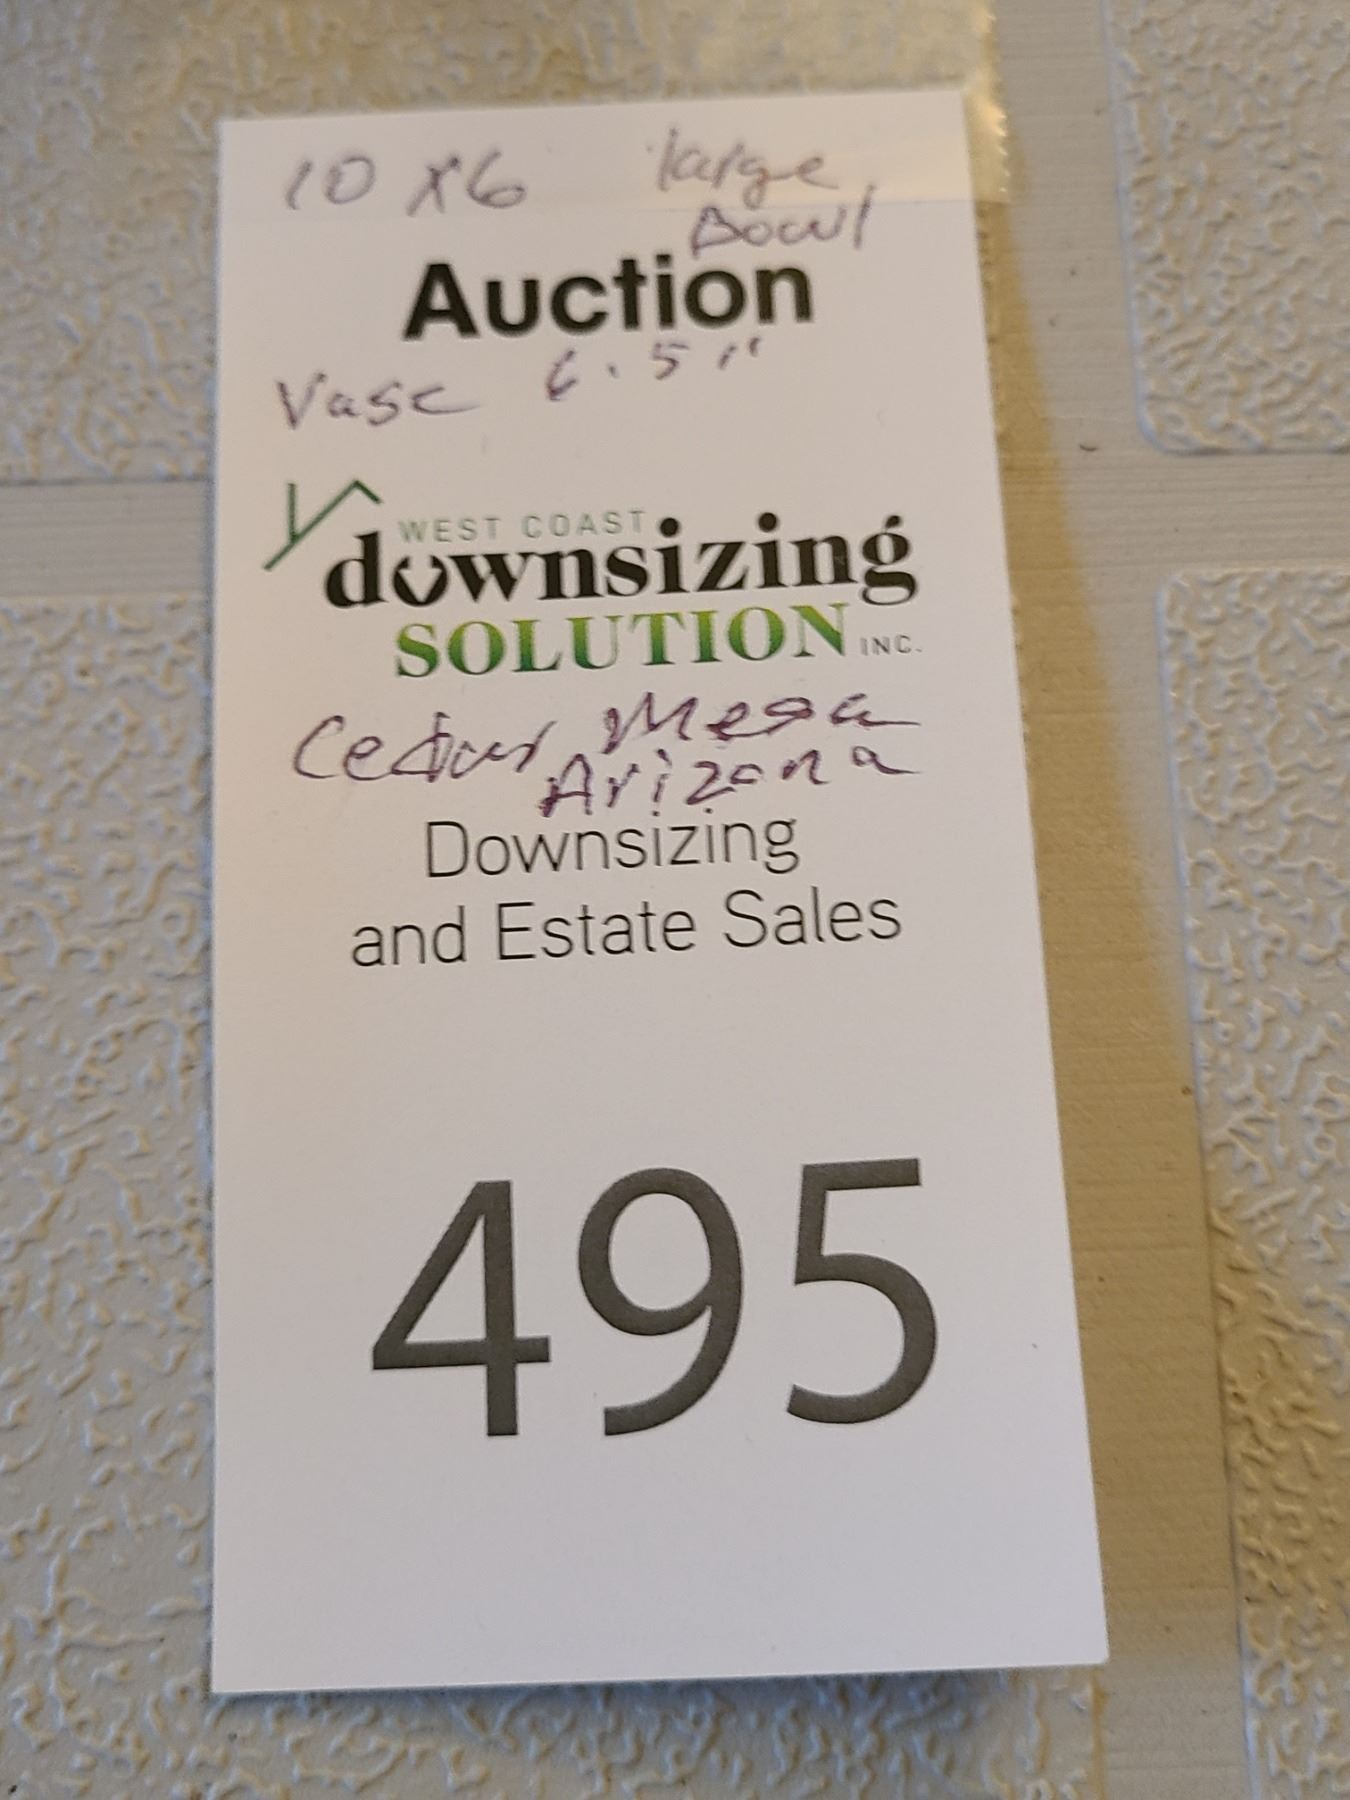 10 x6 large
Bowl
Auction
Vase 6.5"
WEST COAST
downsizing
SOLUTION INC.
Cedar Mesa
Arizona
Downsizing
and Estate Sales
495